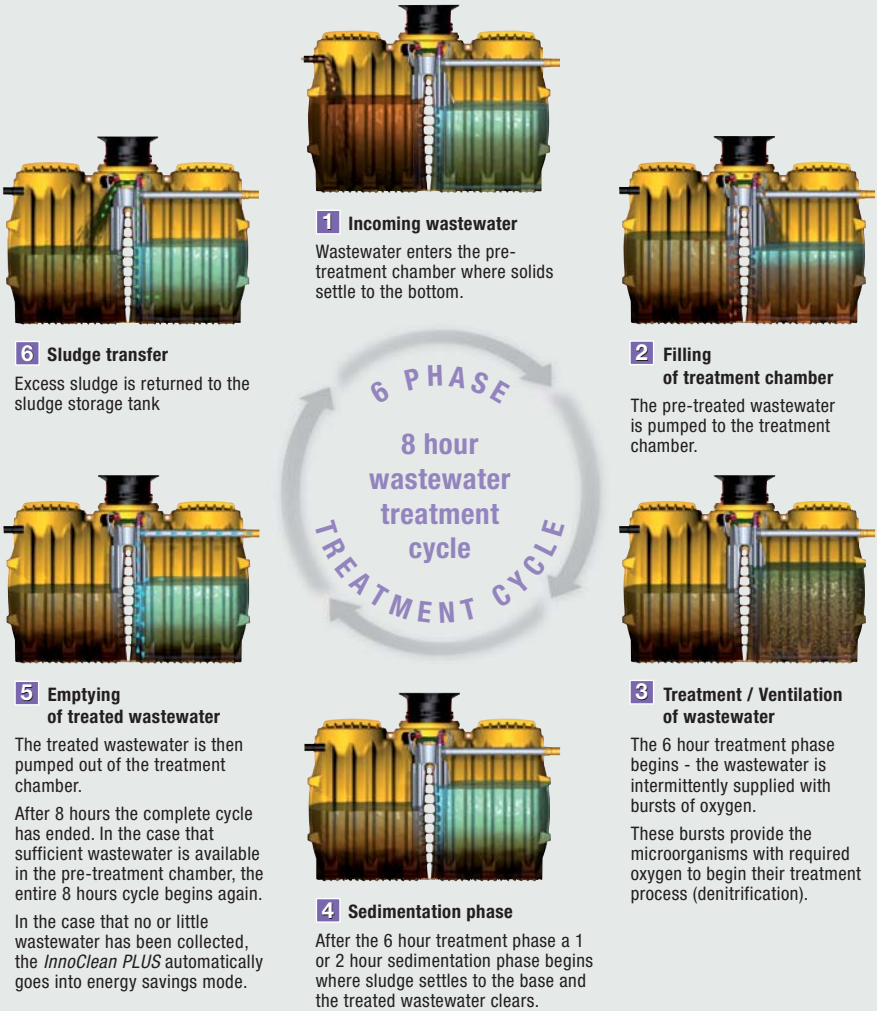 1 Incoming wastewater
Wastewater enters the pre-
treatment chamber where solids
settle to the bottom.
2 Filling
of treatment chamber
The pre-treated wastewater
is pumped to the treatment
chamber.
3 Treatment / Ventilation
of wastewater
The 6 hour treatment phase
begins - the wastewater is
intermittently supplied with
bursts of oxygen.
These bursts provide the
microorganisms with required
oxygen to begin their treatment
process (denitrification).
4 Sedimentation phase
After the 6 hour treatment phase a 1
or 2 hour sedimentation phase begins
where sludge settles to the base and
the treated wastewater clears.
5 Emptying
of treated wastewater
The treated wastewater is then
pumped out of the treatment
chamber.
After 8 hours the complete cycle
has ended. In the case that
sufficient wastewater is available
in the pre-treatment chamber, the
entire 8 hours cycle begins again.
In the case that no or little
wastewater has been collected,
the InnoClean PLUS automatically
goes into energy savings mode.
6 Sludge transfer
Excess sludge is returned to the
sludge storage tank
6 PHASE
8 hour
wastewater
treatment
cycle
TREATMENT CYCLE